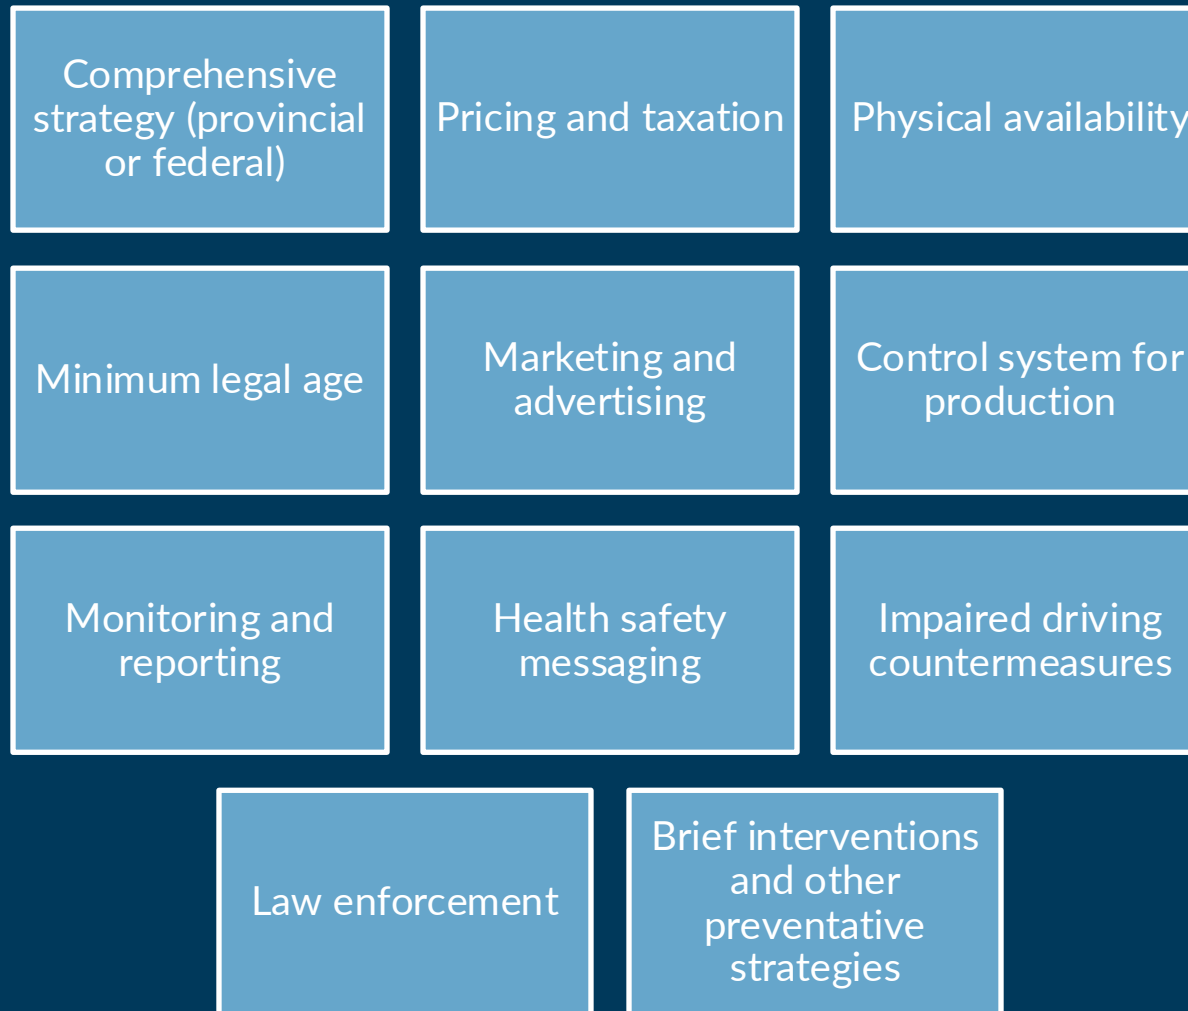 Comprehensive
strategy (provincial
or federal)
Pricing and taxation
Physical availability
Minimum legal age
Marketing and
advertising
Control system for
production
Monitoring and
reporting
Health safety
messaging
Impaired driving
countermeasures
Law enforcement
Brief interventions
and other
preventative
strategies